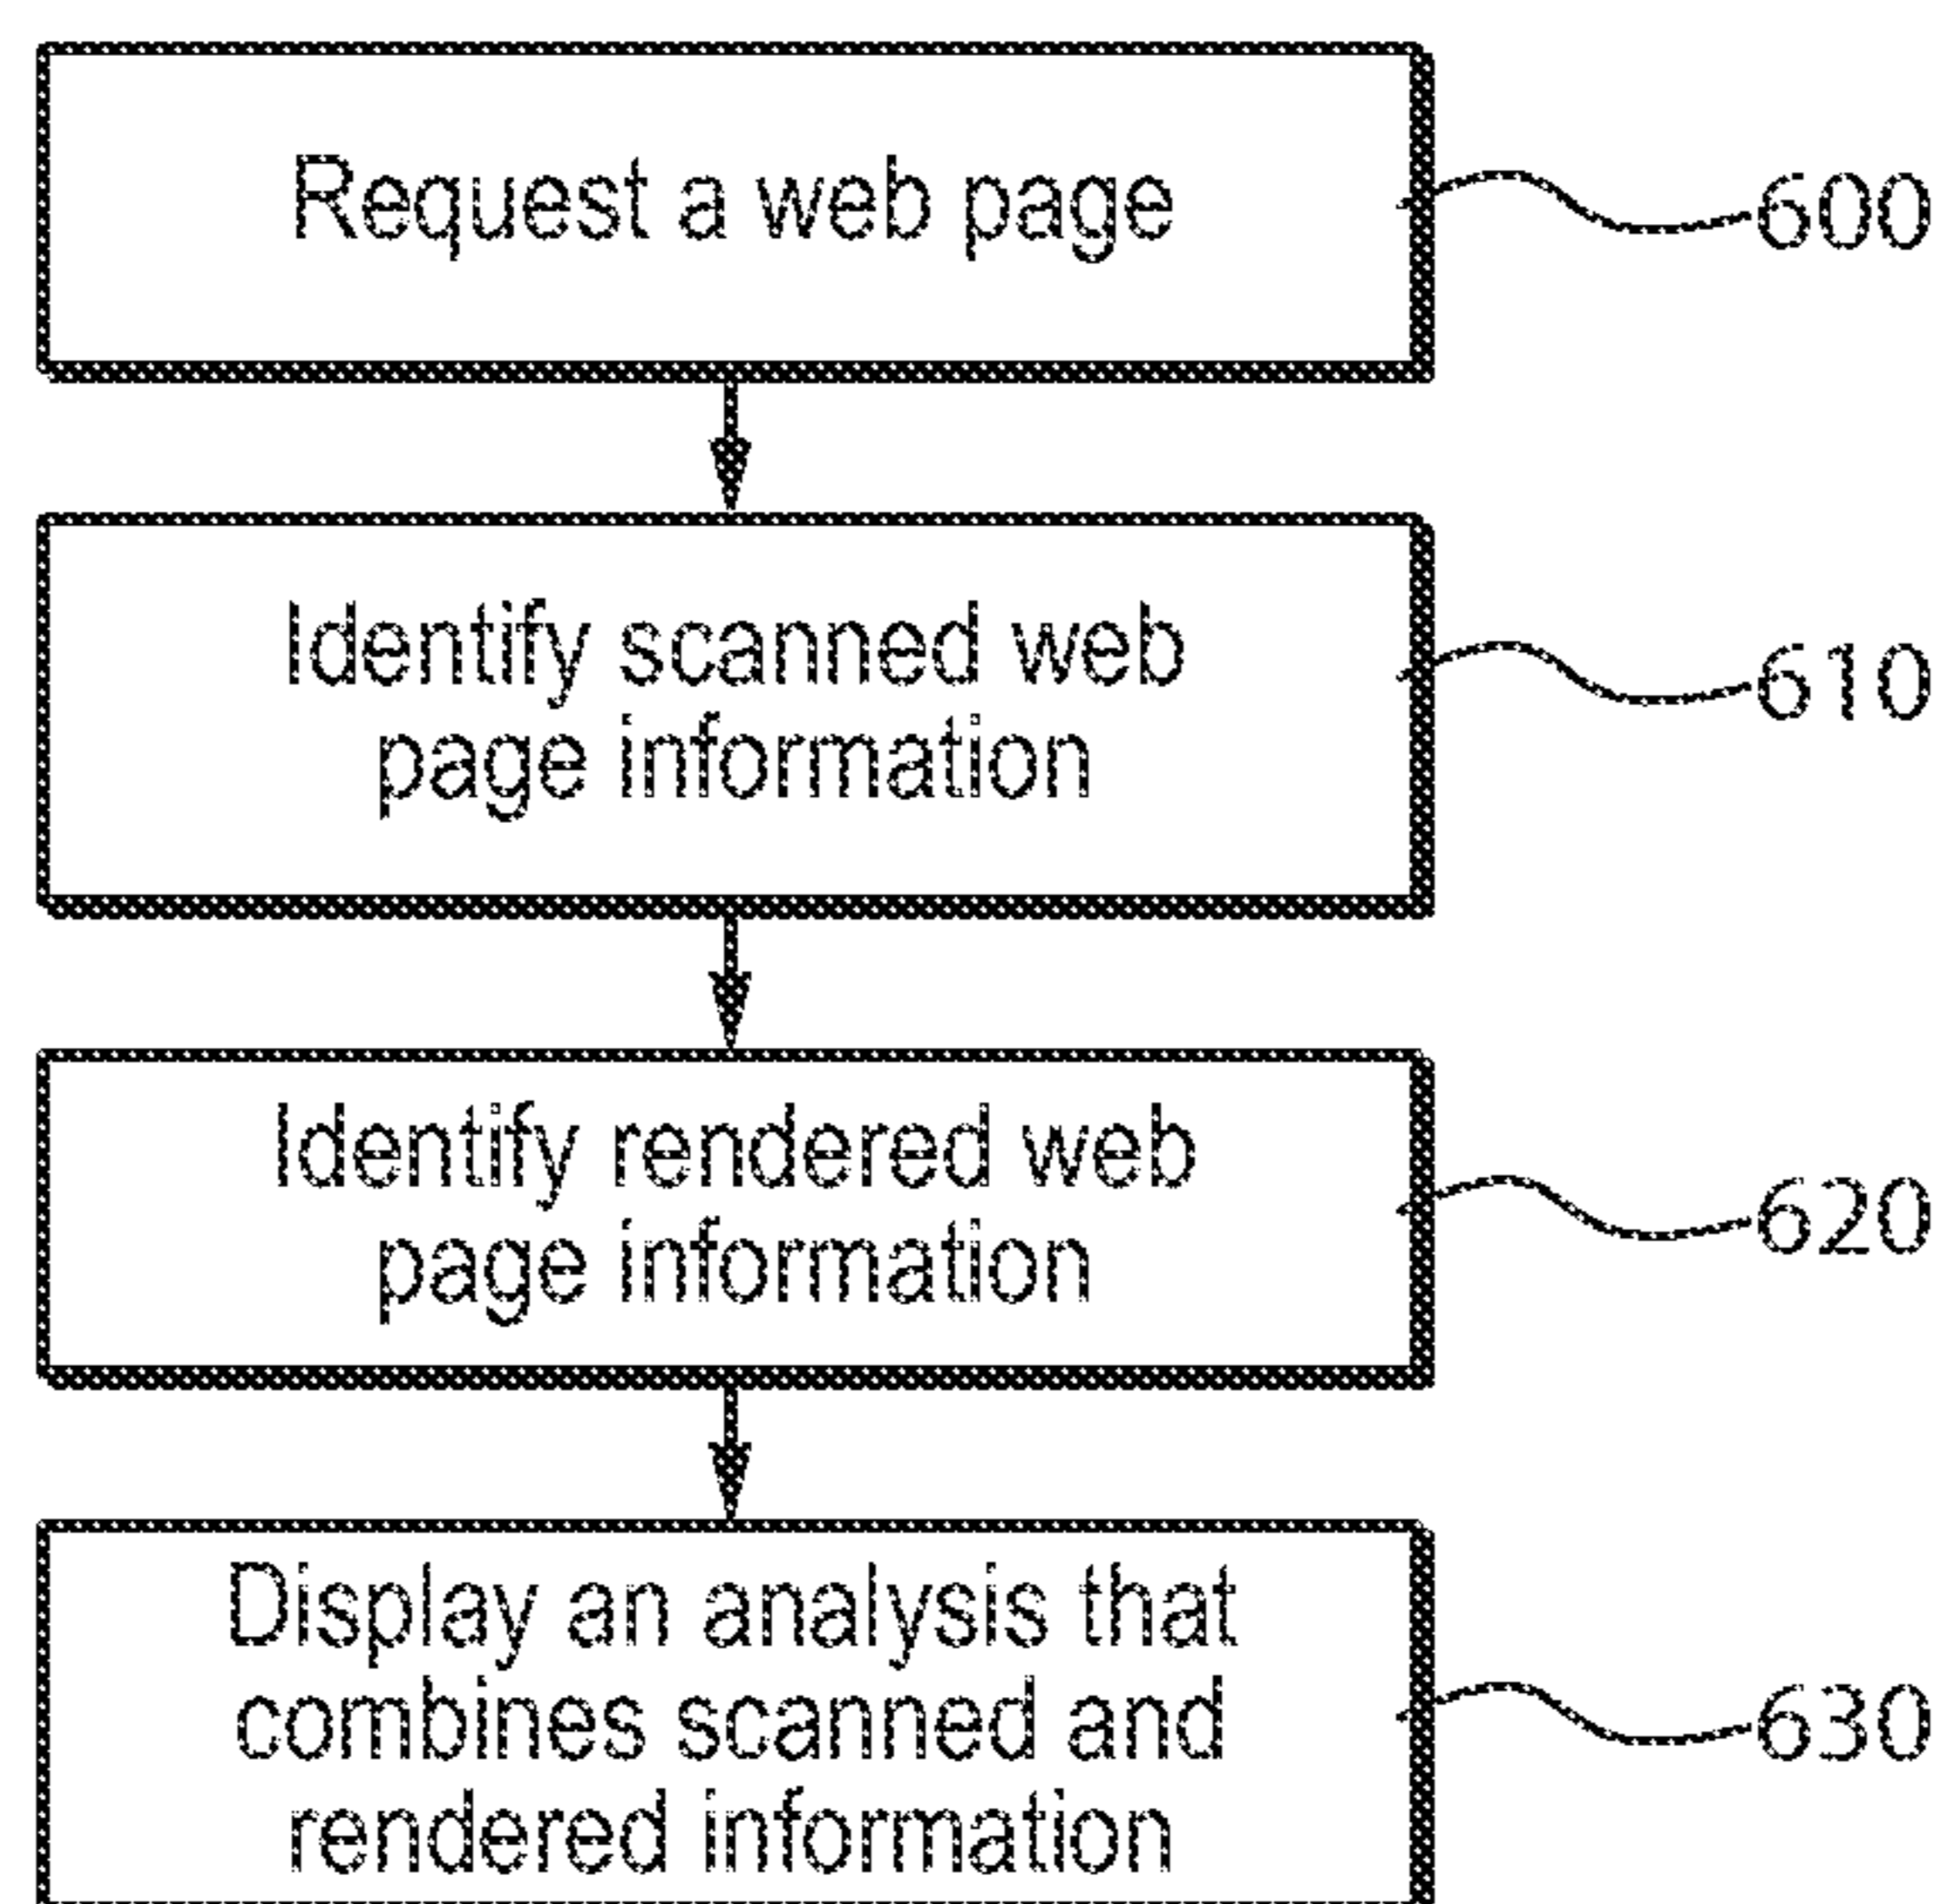 Request a web page
600
Identify scanned web
page information
610
Identify rendered web
page information
620
Display an analysis that
combines scanned and
rendered information
630